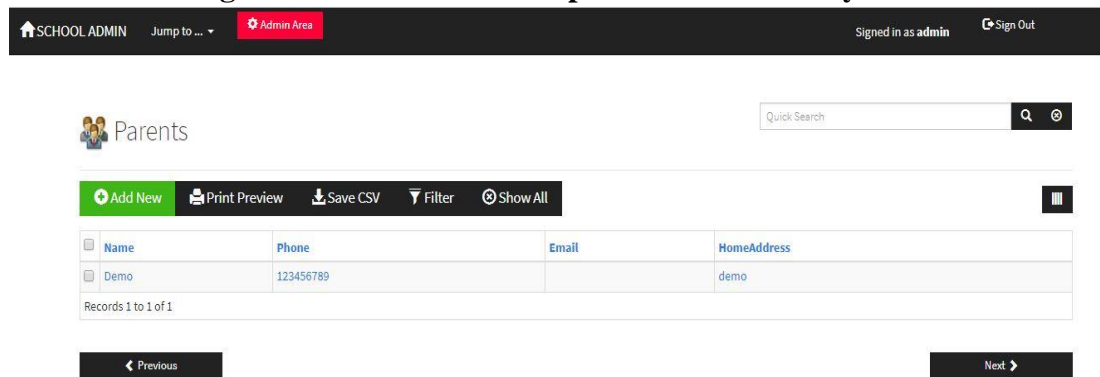 SCHOOL ADMIN Jump to ... Admin Area Signed in as admin Sign Out
Parents
Quick Search
Add New Print Preview Save CSV Filter Show All
Name Phone Email HomeAddress
Demo 123456789 demo
Records 1 to 1 of 1
Previous Next